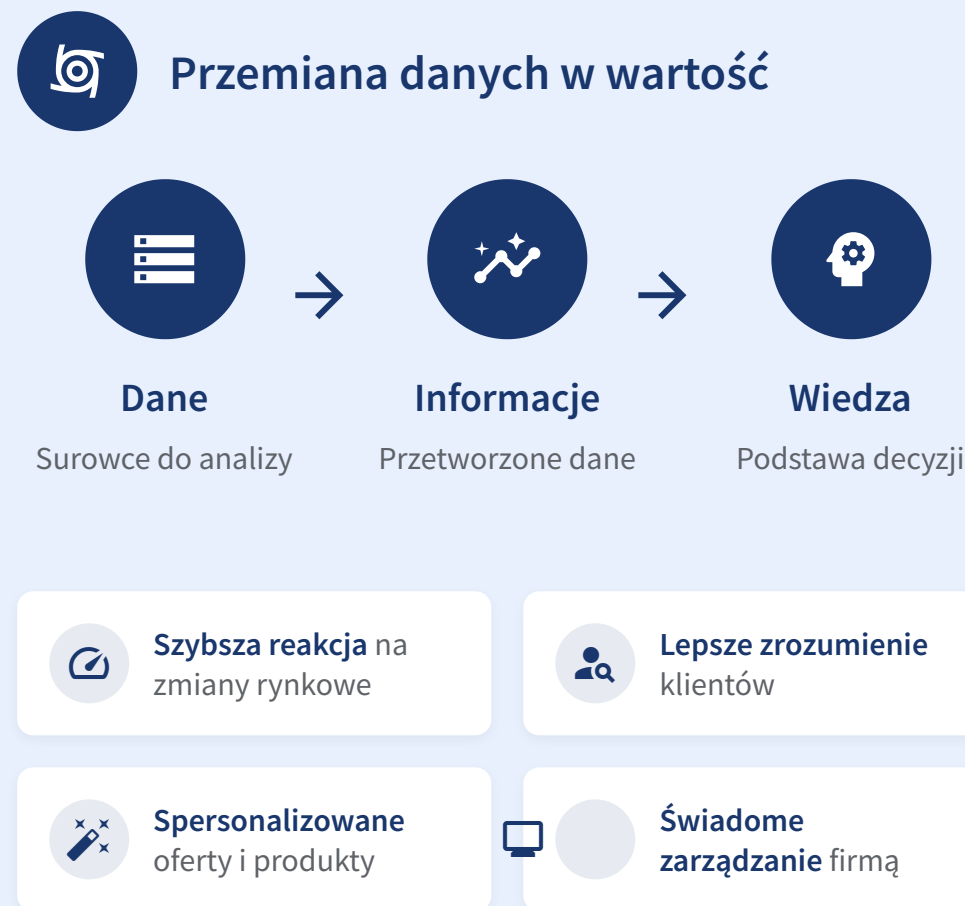 Przemiana danych w wartość
Dane
Informacje
Wiedza
Surowce do analizy
Przetworzone dane
Podstawa decyzji
Szybsza reakcja na
zmiany rynkowe
Lepsze zrozumienie
klientów
Spersonalizowane
oferty i produkty
Świadome
zarządzanie firmą